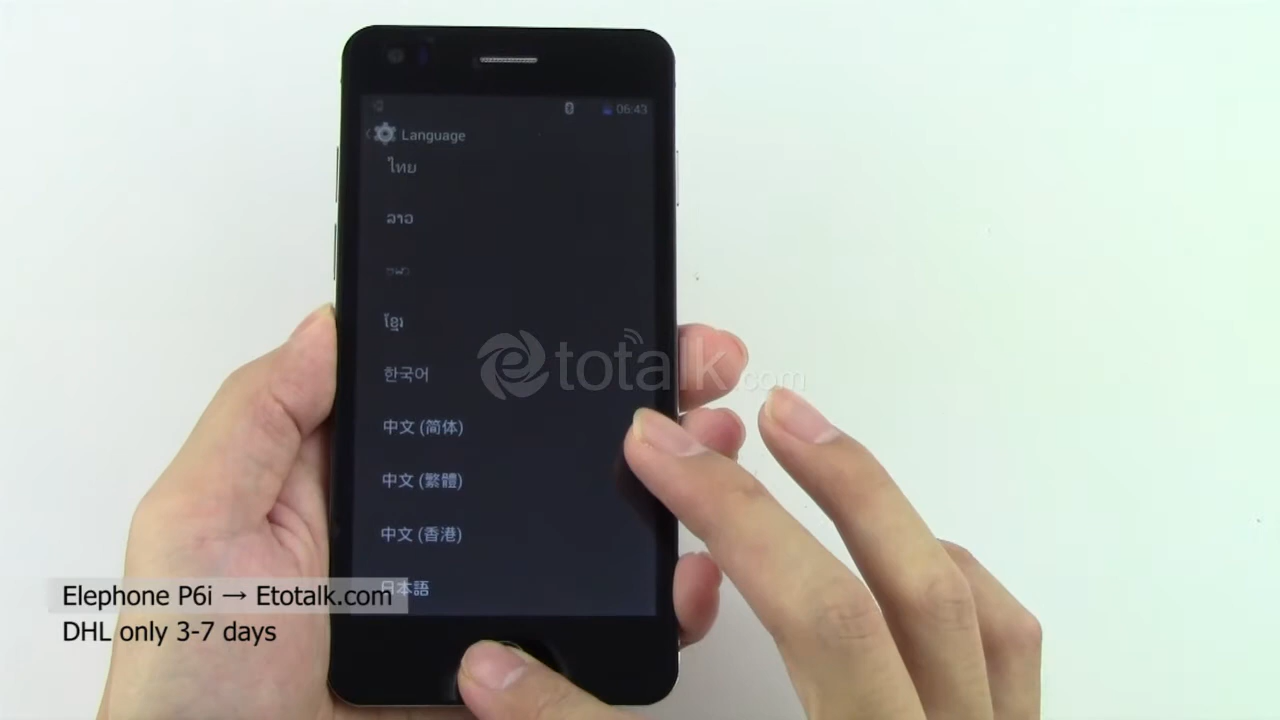 06:43
Language
ไทย
ລາວ
ខ្មែរ
한국어
中文 (简体)
中文 (繁體)
中文 (香港)
日本語
etotalk.com
Elephone P6i → Etotalk.com
DHL only 3-7 days